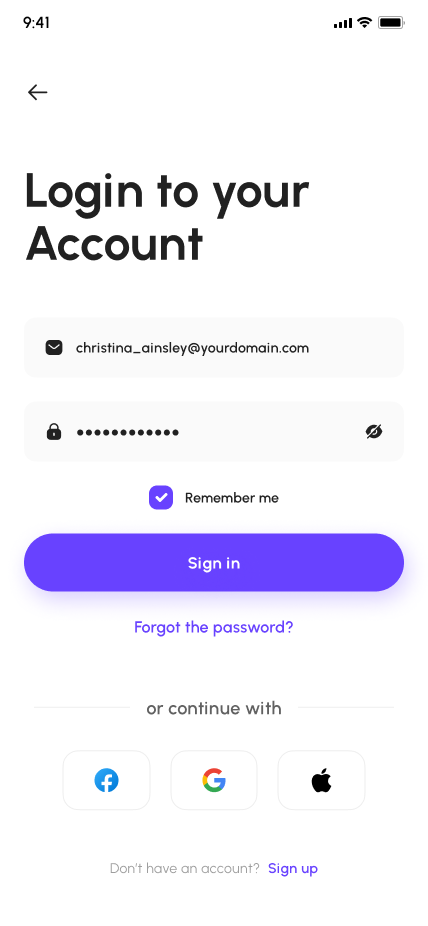 9:41
Login to your
Account
christina_ainsley@yourdomain.com
●●●●●●●●●●●●
Remember me
Sign in
Forgot the password?
or continue with
Don't have an account? Sign up